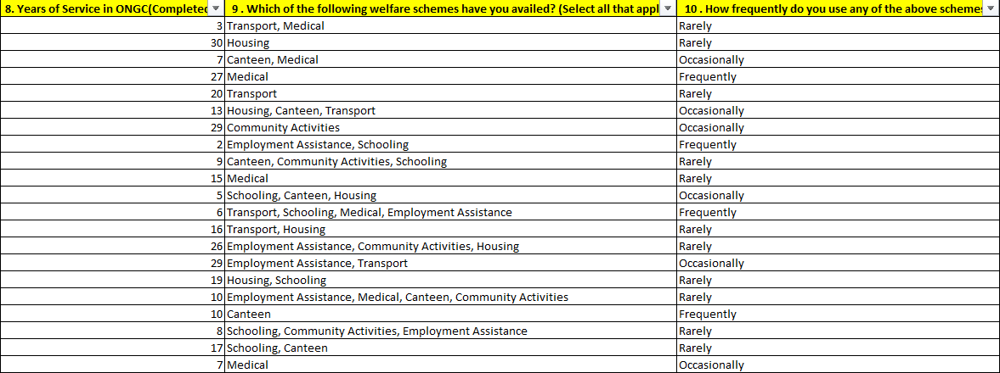 8. Years of Service in ONGC(Completed 9 . Which of the following welfare schemes have you availed? (Select all that appl 10 . How frequently do you use any of the above schemes
3 Transport, Medical Rarely
30 Housing Rarely
7 Canteen, Medical Occasionally
27 Medical Frequently
20 Transport Rarely
13 Housing, Canteen, Transport Occasionally
29 Community Activities Occasionally
2 Employment Assistance, Schooling Frequently
9 Canteen, Community Activities, Schooling Rarely
15 Medical Rarely
5 Schooling, Canteen, Housing Occasionally
6 Transport, Schooling, Medical, Employment Assistance Frequently
16 Transport, Housing Rarely
26 Employment Assistance, Community Activities, Housing Rarely
29 Employment Assistance, Transport Occasionally
19 Housing, Schooling Rarely
10 Employment Assistance, Medical, Canteen, Community Activities Rarely
10 Canteen Frequently
8 Schooling, Community Activities, Employment Assistance Rarely
17 Schooling, Canteen Rarely
7 Medical Occasionally